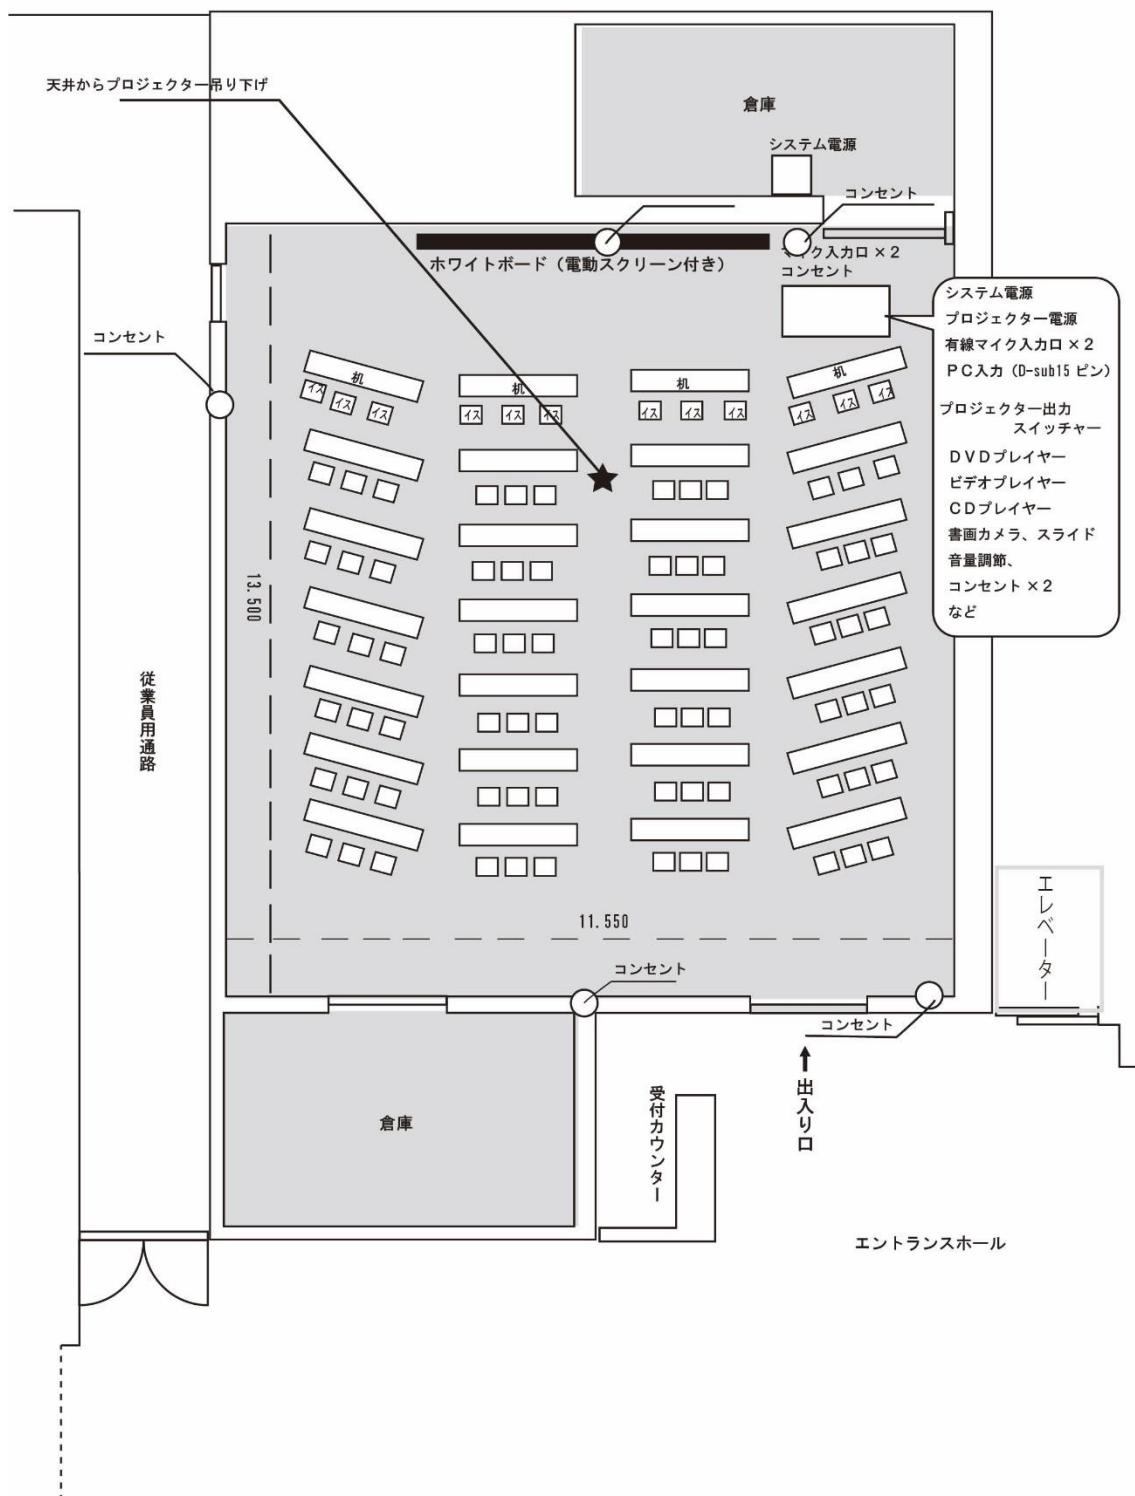 天井からプロジェクター吊り下げ
倉庫
システム電源
コンセント
ホワイトボード（電動スクリーン付き）
マイク入力口×2
コンセント
システム電源
プロジェクター電源
有線マイク入力口×2
ＰＣ入力（D-sub15ピン）
プロジェクター出力
スイッチャー
ＤＶＤプレイヤー
ビデオプレイヤー
ＣＤプレイヤー
書画カメラ、スライド
音量調節、
コンセント×2
など
コンセント
机
机
机
机
イス
イス
イス
イス
イス
イス
イス
イス
イス
イス
イス
イス
13.500
従業員用通路
11.550
エレベーター
コンセント
コンセント
出入り口
受付カウンター
倉庫
エントランスホール